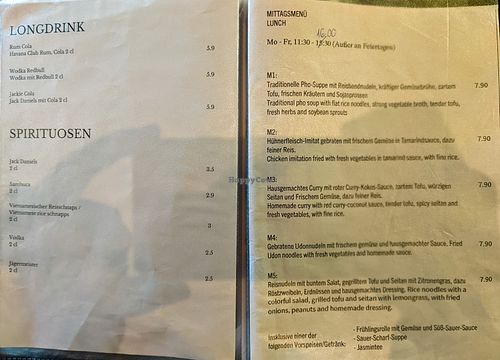 LONGDRINK
Rum Cola
Havana Club Rum, Cola 2 cl
5.9
Wodka Redbull
Wodka mit Redbull 2 cl
5.9
Jackie Cola
Jack Daniels mit Cola 2 cl
5.9
SPIRITUOSEN
Jack Daniels
2 cl
3.5
Sambuca
2 cl
2.9
Vietnamesischer Reisschnaps /
Vietnamese rice schnapps
2 cl
3
Vodka
2 cl
2.5
Jägermeister
2 cl
2.5
HappyCow
MITTAGSMENÜ
LUNCH
16:00
Mo - Fr, 11:30 - 15:30 (Außer an Feiertagen)
M1:
Traditionelle Pho-Suppe mit Reisbandnudeln, kräftiger Gemüsebrühe, zartem
Tofu, frischen Kräutern und Sojasprossen
Traditional pho soup with flat rice noodles, strong vegetable broth, tender tofu,
fresh herbs and soybean sprouts
7.90
M2:
Hühnerfleisch-Imitat gebraten mit frischem Gemüse in Tamarindsauce, dazu
feiner Reis.
Chicken imitation fried with fresh vegetables in tamarind sauce, with fine rice.
7.90
M3:
Hausgemachtes Curry mit roter Curry-Kokos-Sauce, zartem Tofu, würzigen
Seitan und Frischem Gemüse, dazu feiner Reis.
Homemade curry with red curry-coconut sauce, tender tofu, spicy seitan and
fresh vegetables, with fine rice.
7.90
M4:
Gebratene Udonnudeln mit frischem gemüse und hausgemachter Sauce. Fried
Udon noodles with fresh vegetables and homemade sauce.
7.90
M5:
Reisnudeln mit buntem Salat, gegrilltem Tofu und Seitan mit Zitronengras, dazu
Röstzwiebeln, Erdnüssen und hausgemachtes Dressing. Rice noodles with a
colorful salad, grilled tofu and seitan with lemongrass, with fried
onions, peanuts and homemade dressing.
7.90
Inklusive einer der
folgenden Vorspeisen/Getränk:
- Frühlingsrolle mit Gemüse und Süß-Sauer-Sauce
- Sauer-Scharf-Suppe
- Jasmintee